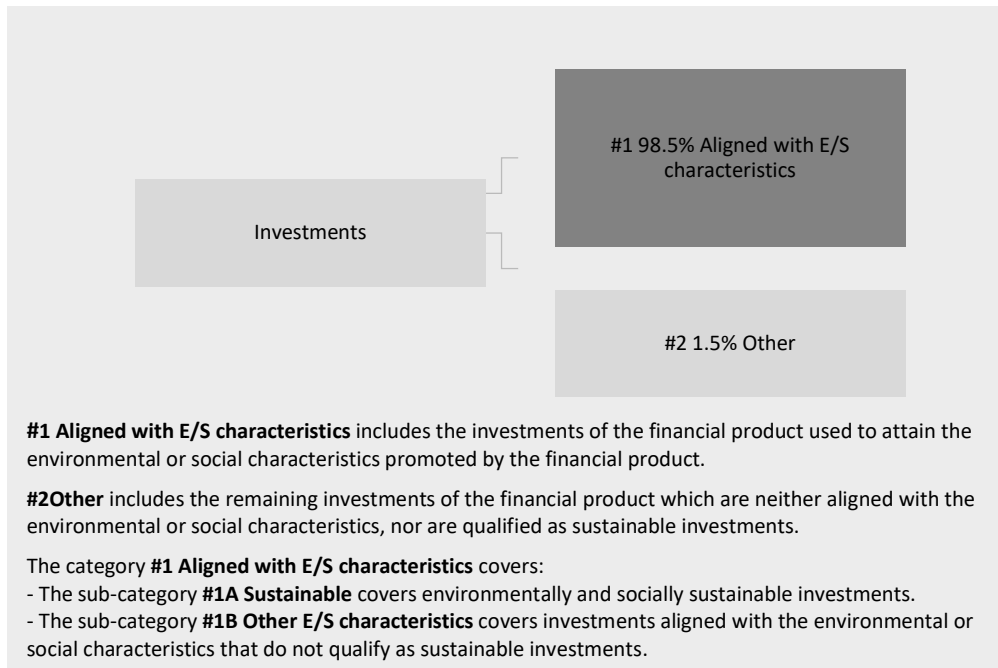 #1 98.5% Aligned with E/S
characteristics
Investments
#2 1.5% Other
#1 Aligned with E/S characteristics includes the investments of the financial product used to attain the
environmental or social characteristics promoted by the financial product.
#2Other includes the remaining investments of the financial product which are neither aligned with the
environmental or social characteristics, nor are qualified as sustainable investments.
The category #1 Aligned with E/S characteristics covers:
- The sub-category #1A Sustainable covers environmentally and socially sustainable investments.
- The sub-category #1B Other E/S characteristics covers investments aligned with the environmental or
social characteristics that do not qualify as sustainable investments.